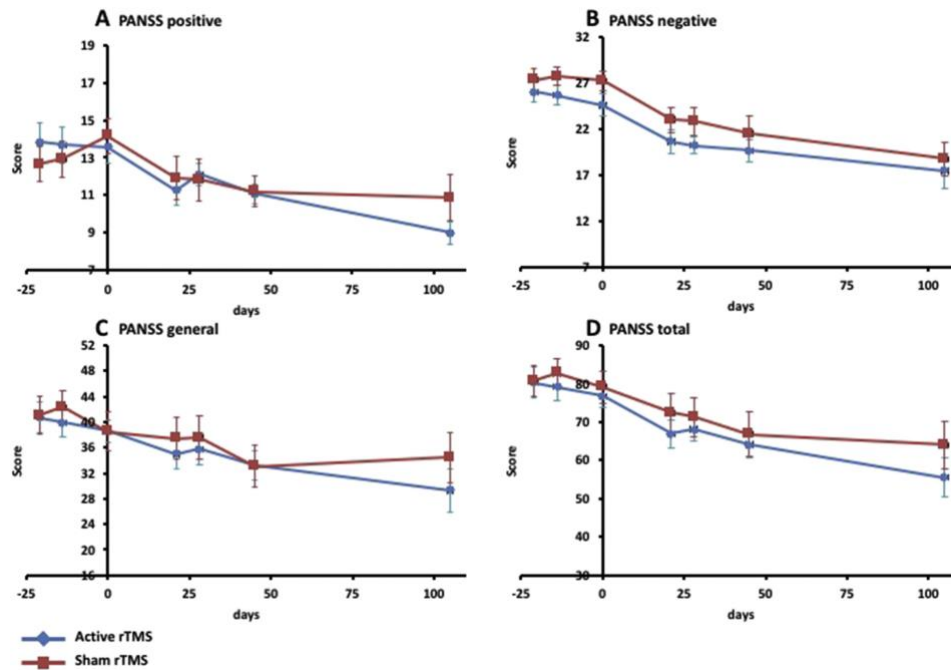 A PANSS positive
19
17
15
13
11
9
7
Score
-25 0 25 50 75 100
days
B PANSS negative
32
27
22
17
12
7
Score
-25 0 25 50 75 100
days
C PANSS general
52
48
44
40
36
32
28
24
20
16
Score
-25 0 25 50 75 100
days
D PANSS total
90
80
70
60
50
40
30
Score
-25 0 25 50 75 100
days
Active rTMS
Sham rTMS